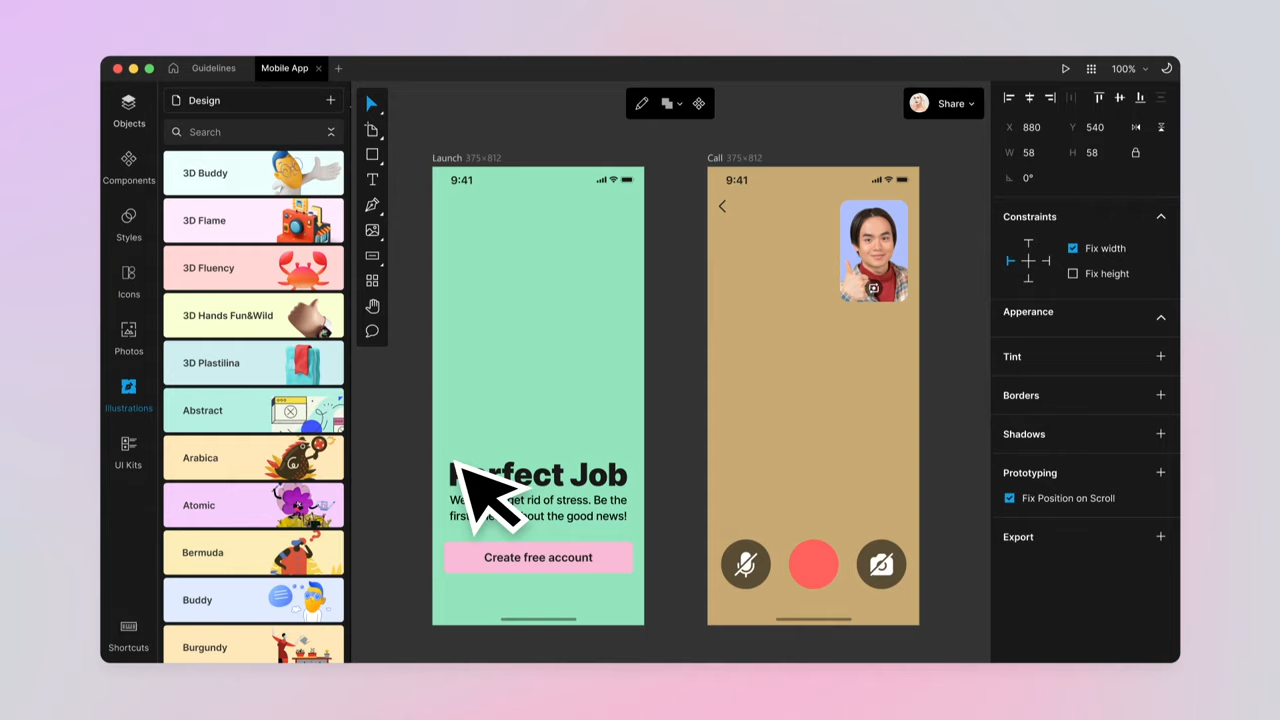 Guidelines
Mobile App
100%
Objects
Components
Styles
Icons
Photos
Illustrations
UI Kits
Shortcuts
Design
Search
3D Buddy
3D Flame
3D Fluency
3D Hands Fun&Wild
3D Plastilina
Abstract
Arabica
Atomic
Bermuda
Buddy
Burgundy
T
Share
Launch 375×812
9:41
Job
get rid of stress. Be the
bout the good news!
Create free account
Call 375×812
9:41
X 880 Y 540
W 58 H 58
0°
Constraints
Fix width
Fix height
Apperance
Tint
Borders
Shadows
Prototyping
Fix Position on Scroll
Export